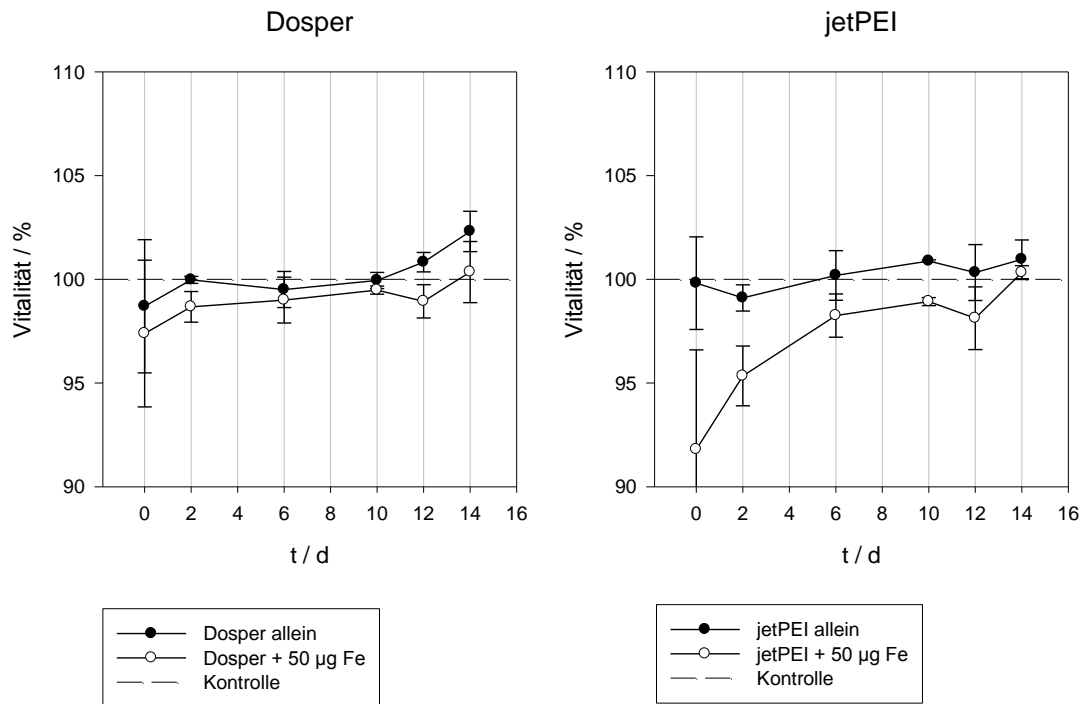 Dosper
110
105
100
95
90
Vitalität / %
0 2 4 6 8 10 12 14 16
t / d
Dosper allein
Dosper + 50 µg Fe
Kontrolle
jetPEI
110
105
100
95
90
Vitalität / %
0 2 4 6 8 10 12 14 16
t / d
jetPEI allein
jetPEI + 50 µg Fe
Kontrolle